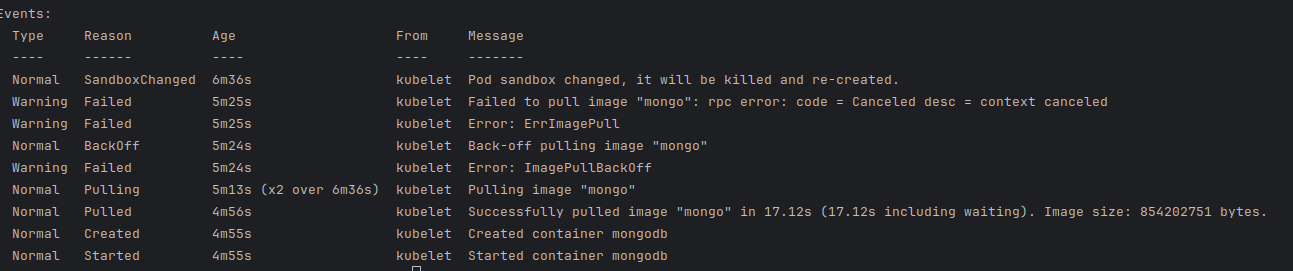 Events:
Type Reason Age From Message
---- ------ ---- ---- -------
Normal SandboxChanged 6m36s kubelet Pod sandbox changed, it will be killed and re-created.
Warning Failed 5m25s kubelet Failed to pull image "mongo": rpc error: code = Canceled desc = context canceled
Warning Failed 5m25s kubelet Error: ErrImagePull
Normal BackOff 5m24s kubelet Back-off pulling image "mongo"
Warning Failed 5m24s kubelet Error: ImagePullBackOff
Normal Pulling 5m13s (x2 over 6m36s) kubelet Pulling image "mongo"
Normal Pulled 4m56s kubelet Successfully pulled image "mongo" in 17.12s (17.12s including waiting). Image size: 854202751 bytes.
Normal Created 4m55s kubelet Created container mongodb
Normal Started 4m55s kubelet Started container mongodb